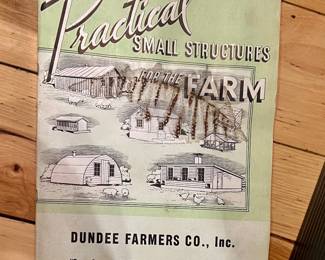 Practical
SMALL STRUCTURES
FOR THE FARM
DUNDEE FARMERS CO., Inc.